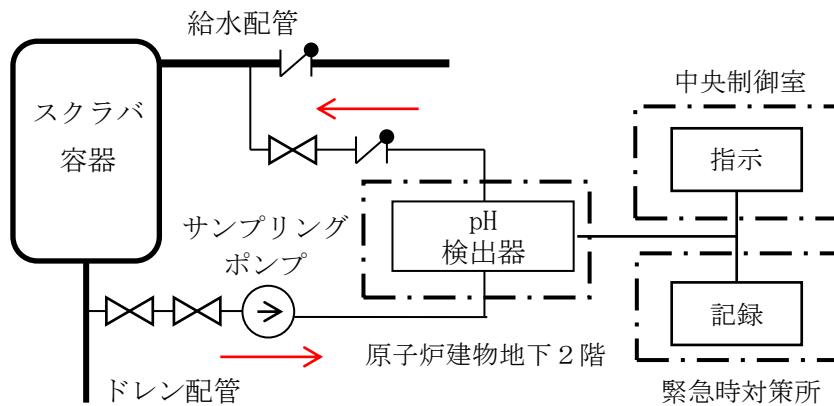 給水配管
中央制御室
スクラバ
容器
指示
サンプリング
ポンプ
pH
検出器
記録
原子炉建物地下２階
ドレン配管
緊急時対策所